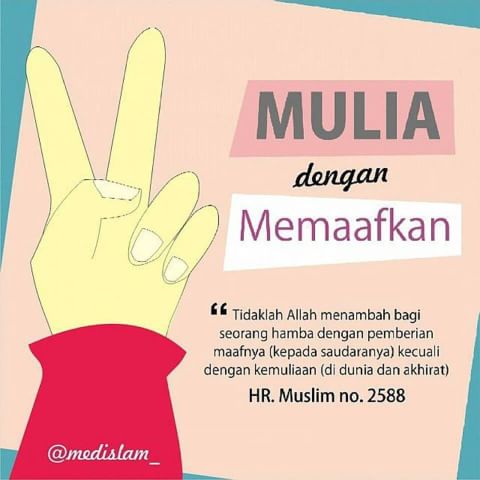 MULIA
dengan
Memaafkan
“ Tidaklah Allah menambah bagi
seorang hamba dengan pemberian
maafnya (kepada saudaranya) kecuali
dengan kemuliaan (di dunia dan akhirat)
HR. Muslim no. 2588
@medislam_